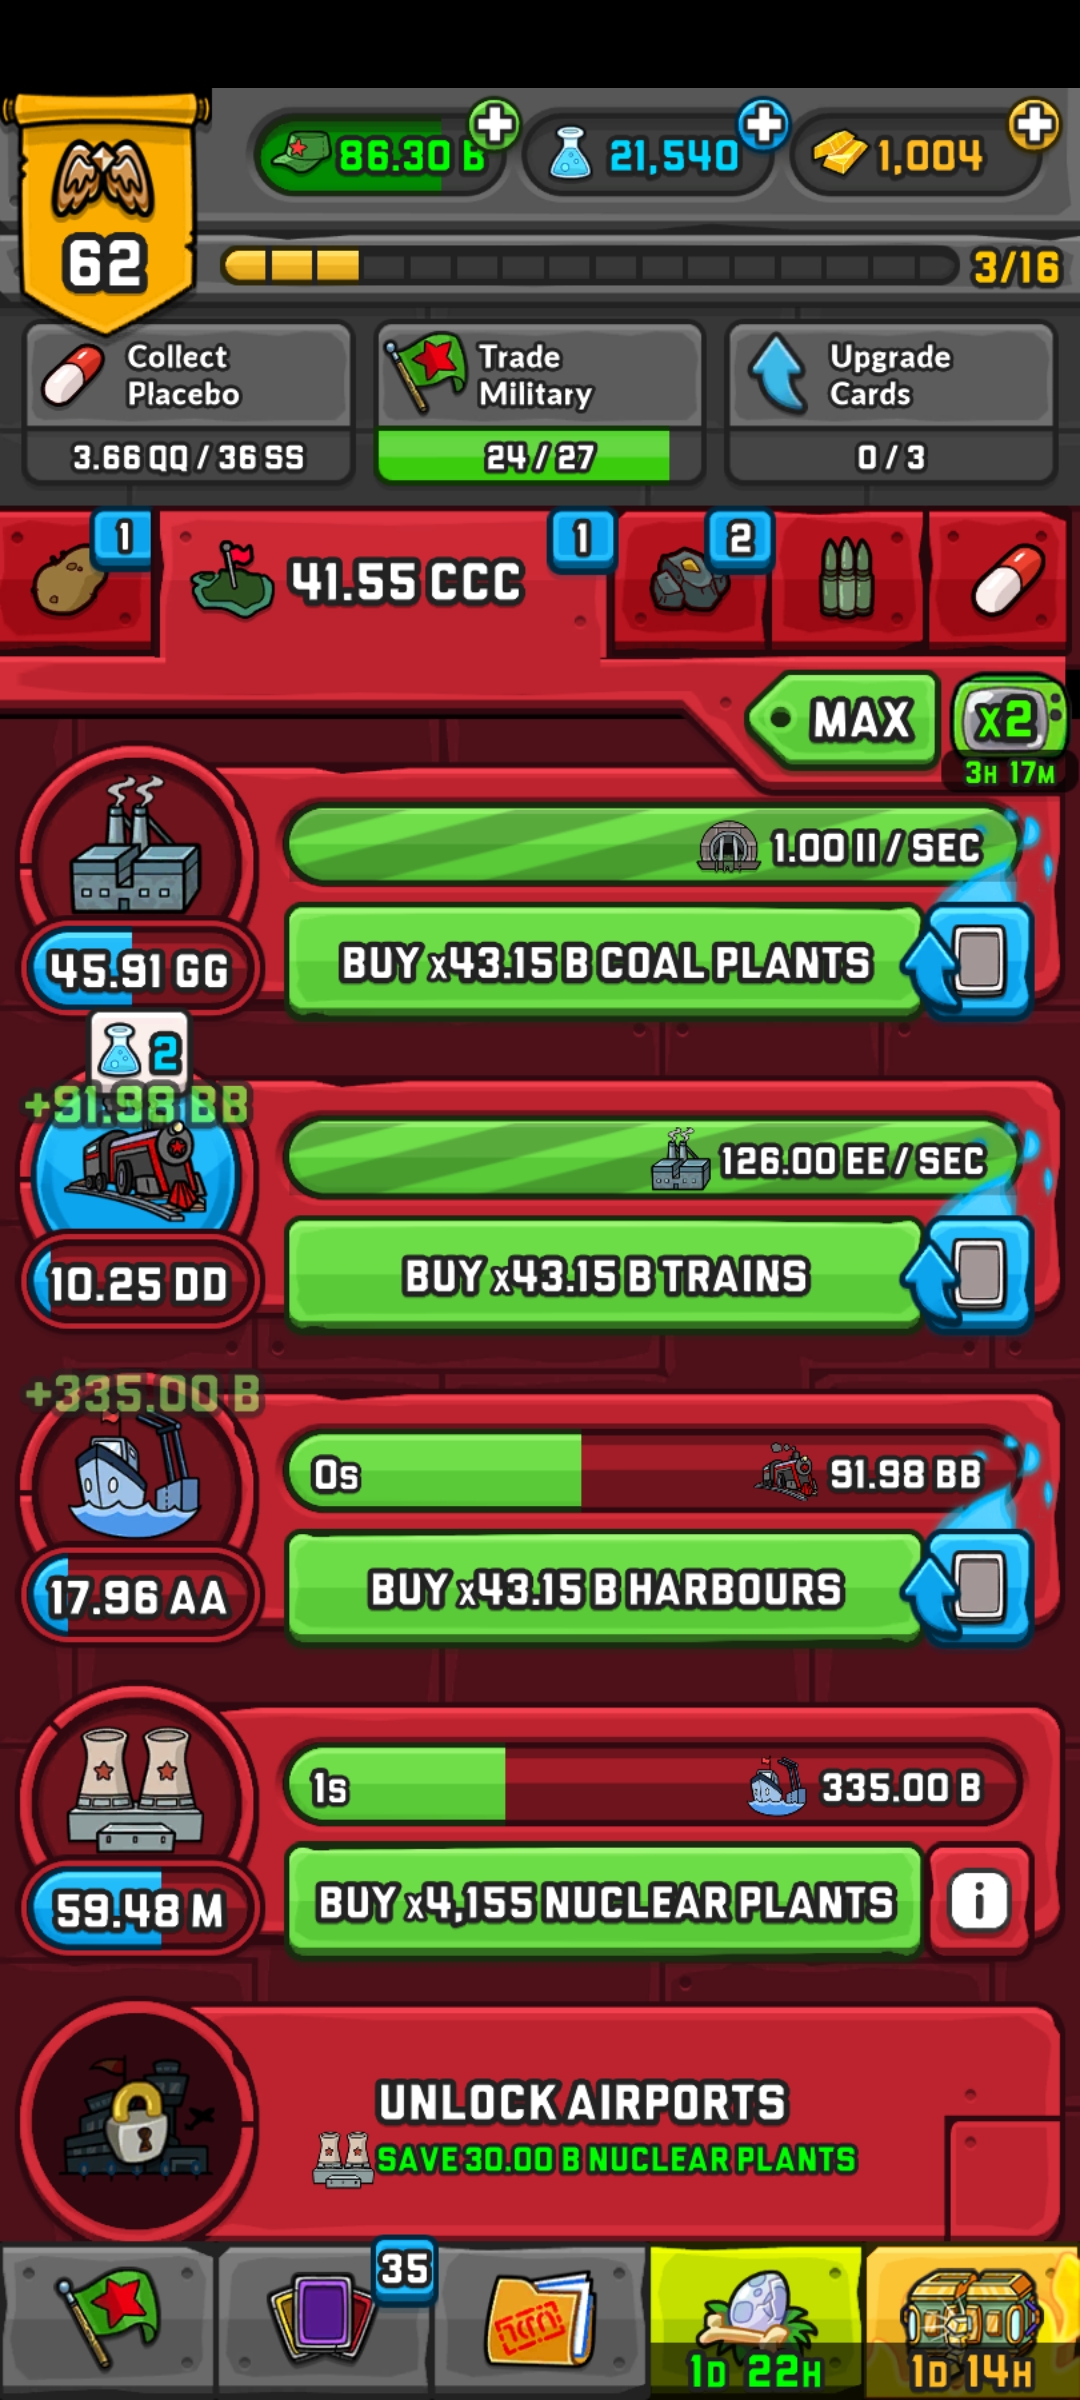 62
86.30 B
21,540
1,004
3/16
Collect
Placebo
3.66 QQ / 36 SS
Trade
Military
24 / 27
Upgrade
Cards
0 / 3
1
41.55 CCC
1
2
MAX
x2
3H 17M
1.00 II / SEC
45.91 GG
BUY x43.15 B COAL PLANTS
2
+91.98 BB
126.00 EE / SEC
10.25 DD
BUY x43.15 B TRAINS
+335.00 B
0s
91.98 BB
17.96 AA
BUY x43.15 B HARBOURS
1s
335.00 B
59.48 M
BUY x4,155 NUCLEAR PLANTS
i
UNLOCK AIRPORTS
SAVE 30.00 B NUCLEAR PLANTS
35
1D 22H
1D 14H